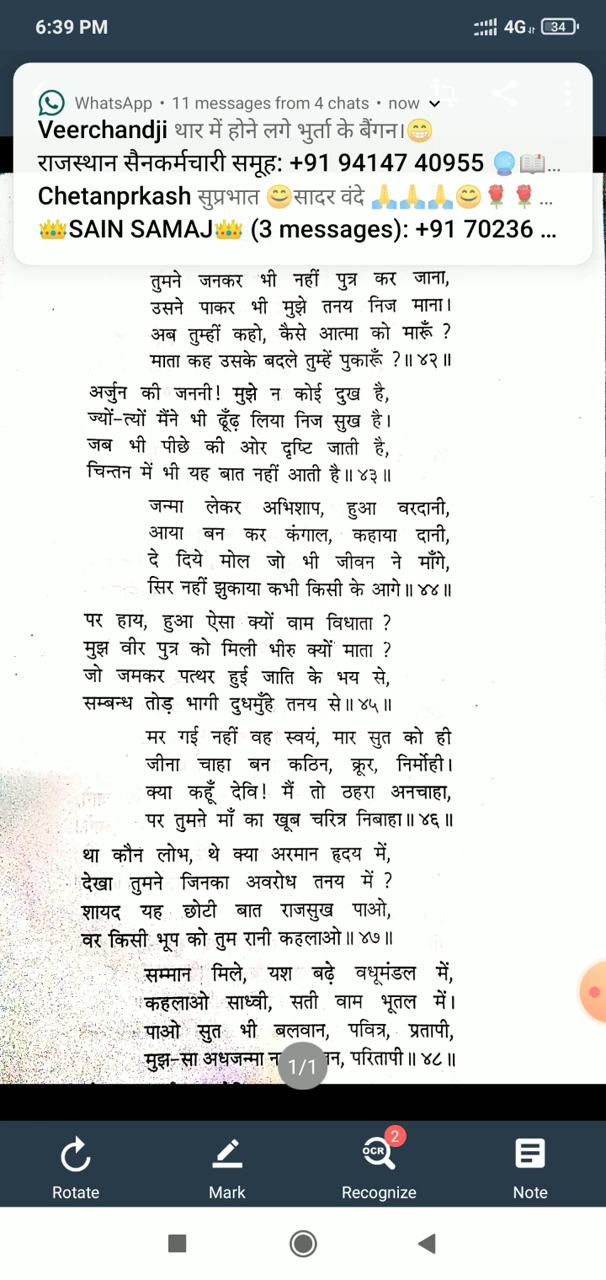 6:39 PM
4G 34
WhatsApp • 11 messages from 4 chats • now
Veerchandji थार में होने लगे भुर्ता के बैंगन।😁
राजस्थान सैनकर्मचारी समूह: +91 94147 40955 🔮📖...
Chetanprkash सुप्रभात 😊सादर वंदे 🙏🙏🙏😊🌹🌹...
👑SAIN SAMAJ👑 (3 messages): +91 70236 ...
तुमने जनकर भी नहीं पुत्र कर जाना,
उसने पाकर भी मुझे तनय निज माना।
अब तुम्हीं कहो, कैसे आत्मा को मारूँ ?
माता कह उसके बदले तुम्हें पुकारूँ ?॥ ४२॥
अर्जुन की जननी! मुझे न कोई दुख है,
ज्यों-त्यों मैंने भी ढूँढ़ लिया निज सुख है।
जब भी पीछे की ओर दृष्टि जाती है,
चिन्तन में भी यह बात नहीं आती है॥ ४३॥
जन्मा लेकर अभिशाप, हुआ वरदानी,
आया बन कर कंगाल, कहाया दानी,
दे दिये मोल जो भी जीवन ने माँगे,
सिर नहीं झुकाया कभी किसी के आगे॥ ४४॥
पर हाय, हुआ ऐसा क्यों वाम विधाता ?
मुझ वीर पुत्र को मिली भीरु क्यों माता ?
जो जमकर पत्थर हुई जाति के भय से,
सम्बन्ध तोड़ भागी दुधमुँहे तनय से॥ ४५॥
मर गई नहीं वह स्वयं, मार सुत को ही
जीना चाहा बन कठिन, क्रूर, निर्मोही।
क्या कहूँ देवि! मैं तो ठहरा अनचाहा,
पर तुमने माँ का खूब चरित्र निबाहा॥ ४६॥
था कौन लोभ, थे क्या अरमान हृदय में,
देखा तुमने जिनका अवरोध तनय में ?
शायद यह छोटी बात राजसुख पाओ,
वर किसी भूप को तुम रानी कहलाओ॥ ४७॥
सम्मान मिले, यश बढ़े वधूमंडल में,
कहलाओ साध्वी, सती वाम भूतल में।
पाओ सुत भी बलवान, पवित्र, प्रतापी,
मुझ-सा अधजन्मा न परितापी॥ ४८॥
1/1
OCR 2
Rotate Mark Recognize Note